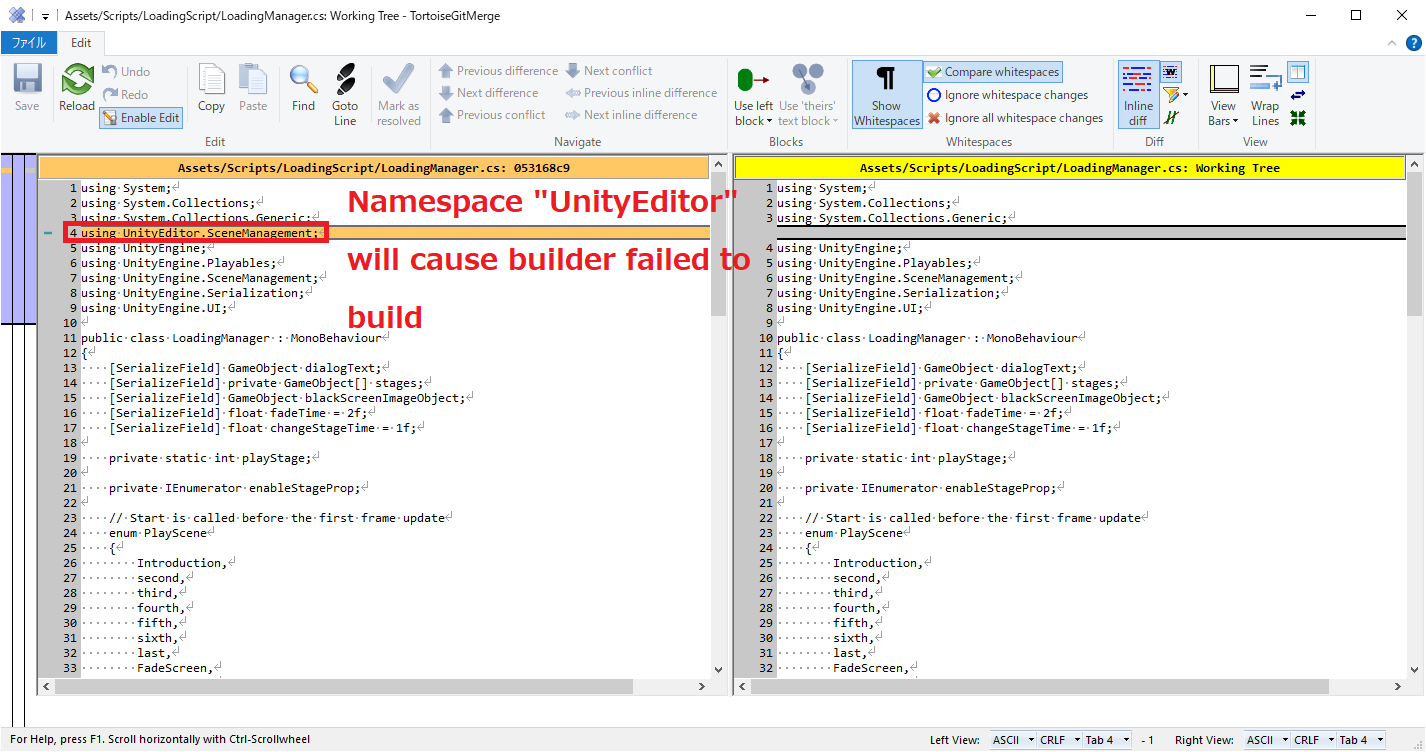 Assets/Scripts/LoadingScript/LoadingManager.cs: Working Tree - TortoiseGitMerge
ファイル Edit
Save
Reload
Undo
Redo
Enable Edit
Copy
Paste
Find
Goto Line
Mark as resolved
Edit
Previous difference
Next difference
Previous conflict
Next conflict
Previous inline difference
Next inline difference
Navigate
Use left block
Use 'theirs' text block
Blocks
Show Whitespaces
Compare whitespaces
Ignore whitespace changes
Ignore all whitespace changes
Whitespaces
Inline diff
Diff
View Bars
Wrap Lines
View
Assets/Scripts/LoadingScript/LoadingManager.cs: 053168c9
1 using System;
2 using System.Collections;
3 using System.Collections.Generic;
4 using UnityEditor.SceneManagement;
5 using UnityEngine;
6 using UnityEngine.Playables;
7 using UnityEngine.SceneManagement;
8 using UnityEngine.Serialization;
9 using UnityEngine.UI;
10
11 public class LoadingManager : MonoBehaviour
12 {
13     [SerializeField] GameObject dialogText;
14     [SerializeField] private GameObject[] stages;
15     [SerializeField] GameObject blackScreenImageObject;
16     [SerializeField] float fadeTime = 2f;
17     [SerializeField] float changeStageTime = 1f;
18
19     private static int playStage;
20
21     private IEnumerator enableStageProp;
22
23     // Start is called before the first frame update
24     enum PlayScene
25     {
26         Introduction,
27         second,
28         third,
29         fourth,
30         fifth,
31         sixth,
32         last,
33         FadeScreen,
Namespace "UnityEditor"
will cause builder failed to
build
Assets/Scripts/LoadingScript/LoadingManager.cs: Working Tree
1 using System;
2 using System.Collections;
3 using System.Collections.Generic;
4 using UnityEngine;
5 using UnityEngine.Playables;
6 using UnityEngine.SceneManagement;
7 using UnityEngine.Serialization;
8 using UnityEngine.UI;
9
10 public class LoadingManager : MonoBehaviour
11 {
12     [SerializeField] GameObject dialogText;
13     [SerializeField] private GameObject[] stages;
14     [SerializeField] GameObject blackScreenImageObject;
15     [SerializeField] float fadeTime = 2f;
16     [SerializeField] float changeStageTime = 1f;
17
18     private static int playStage;
19
20     private IEnumerator enableStageProp;
21
22     // Start is called before the first frame update
23     enum PlayScene
24     {
25         Introduction,
26         second,
27         third,
28         fourth,
29         fifth,
30         sixth,
31         last,
32         FadeScreen,
For Help, press F1. Scroll horizontally with Ctrl-Scrollwheel
Left View: ASCII CRLF Tab 4 - 1 Right View: ASCII CRLF Tab 4